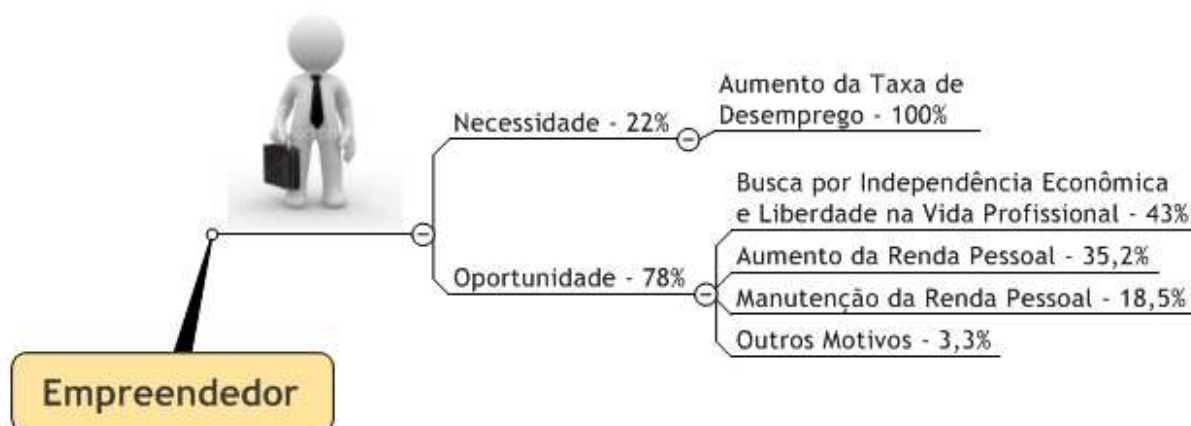 Necessidade - 22%
Aumento da Taxa de
Desemprego - 100%
Oportunidade - 78%
Busca por Independência Econômica
e Liberdade na Vida Profissional - 43%
Aumento da Renda Pessoal - 35,2%
Manutenção da Renda Pessoal - 18,5%
Outros Motivos - 3,3%
Empreendedor